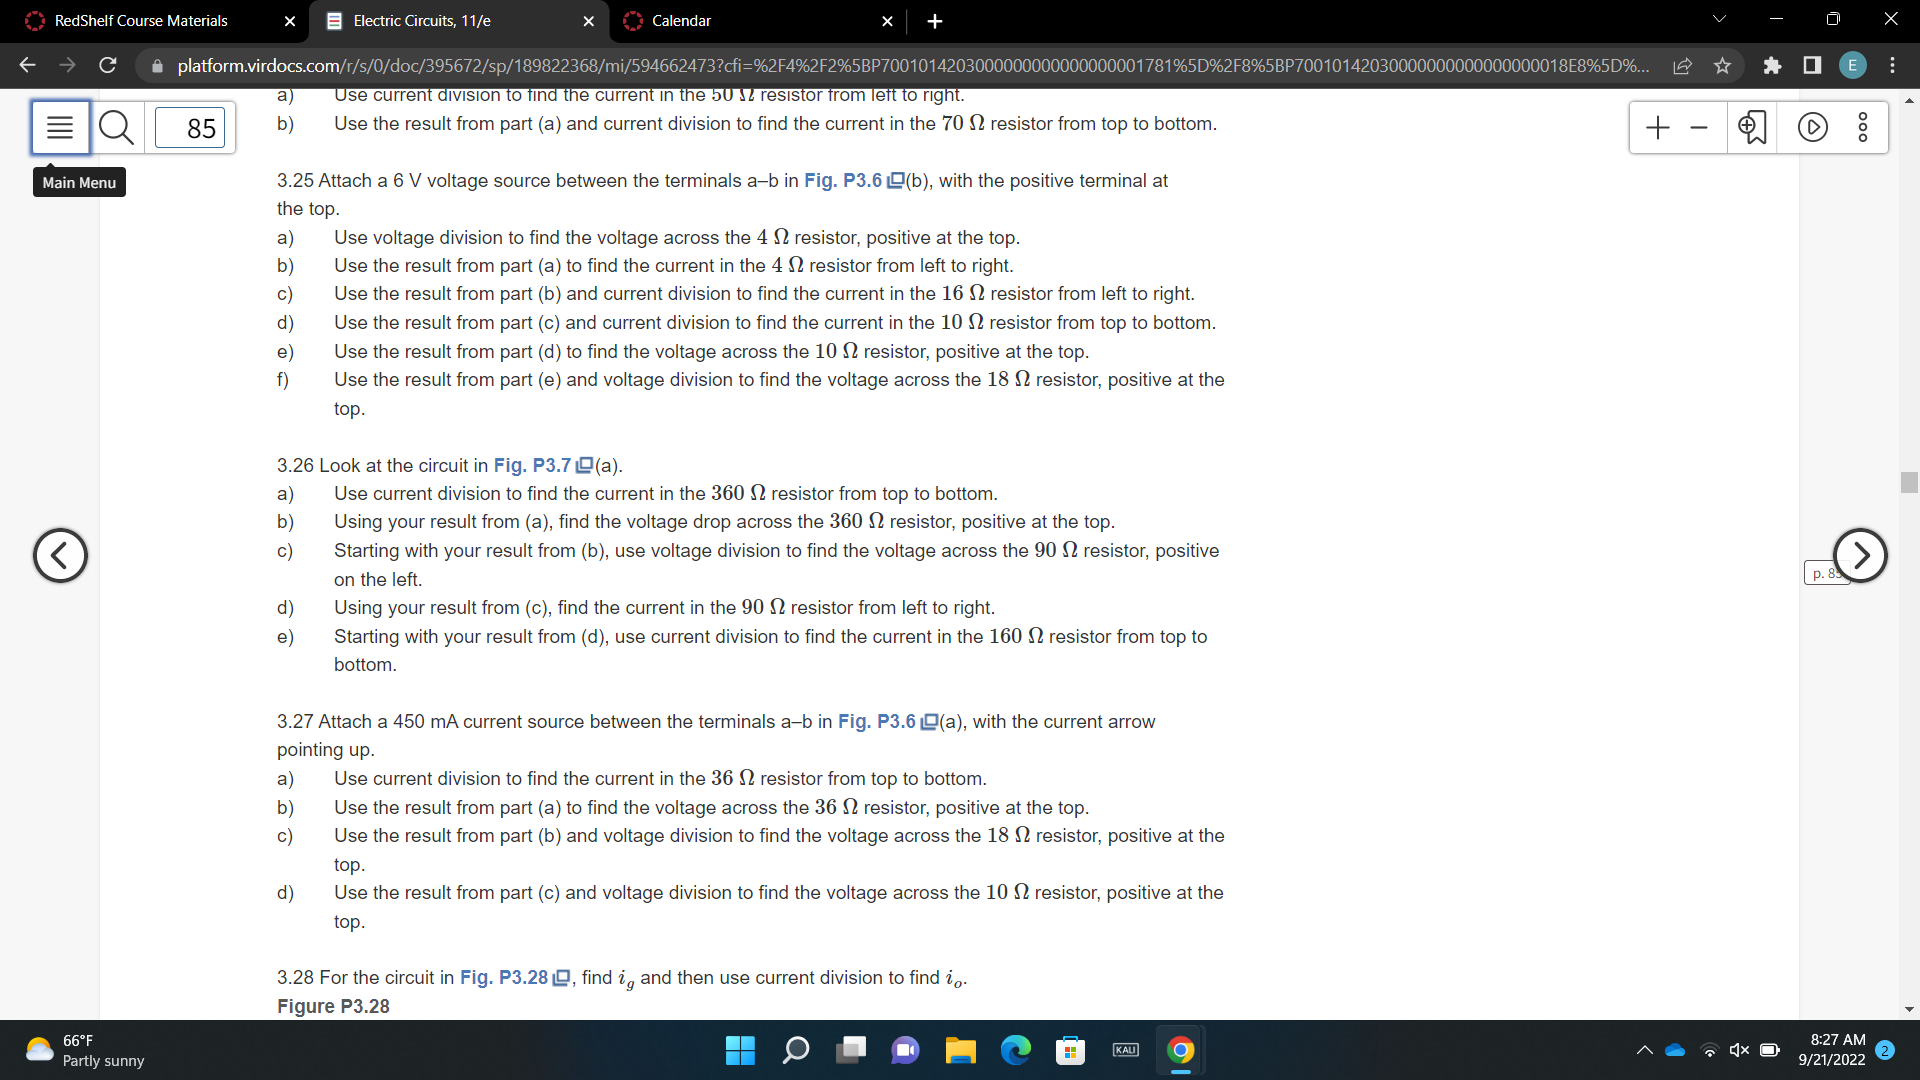 RedShelf Course Materials
Electric Circuits, 11/e
Calendar
platform.virdocs.com/r/s/0/doc/395672/sp/189822368/mi/594662473?cfi=%2F4%2F2%5BP70010142030000000000000000001781%5D%2F8%5BP700101420300000000000000000018E8%5D%...
E
a) Use current division to find the current in the 50 Ω resistor from left to right.
85
b) Use the result from part (a) and current division to find the current in the 70 Ω resistor from top to bottom.
Main Menu
3.25 Attach a 6 V voltage source between the terminals a–b in Fig. P3.6 (b), with the positive terminal at
the top.
a) Use voltage division to find the voltage across the 4 Ω resistor, positive at the top.
b) Use the result from part (a) to find the current in the 4 Ω resistor from left to right.
c) Use the result from part (b) and current division to find the current in the 16 Ω resistor from left to right.
d) Use the result from part (c) and current division to find the current in the 10 Ω resistor from top to bottom.
e) Use the result from part (d) to find the voltage across the 10 Ω resistor, positive at the top.
f) Use the result from part (e) and voltage division to find the voltage across the 18 Ω resistor, positive at the
top.
3.26 Look at the circuit in Fig. P3.7 (a).
a) Use current division to find the current in the 360 Ω resistor from top to bottom.
b) Using your result from (a), find the voltage drop across the 360 Ω resistor, positive at the top.
c) Starting with your result from (b), use voltage division to find the voltage across the 90 Ω resistor, positive
on the left.
p. 85
d) Using your result from (c), find the current in the 90 Ω resistor from left to right.
e) Starting with your result from (d), use current division to find the current in the 160 Ω resistor from top to
bottom.
3.27 Attach a 450 mA current source between the terminals a–b in Fig. P3.6 (a), with the current arrow
pointing up.
a) Use current division to find the current in the 36 Ω resistor from top to bottom.
b) Use the result from part (a) to find the voltage across the 36 Ω resistor, positive at the top.
c) Use the result from part (b) and voltage division to find the voltage across the 18 Ω resistor, positive at the
top.
d) Use the result from part (c) and voltage division to find the voltage across the 10 Ω resistor, positive at the
top.
3.28 For the circuit in Fig. P3.28 , find i_g and then use current division to find i_o.
Figure P3.28
66°F
Partly sunny
KALI
8:27 AM
9/21/2022
2